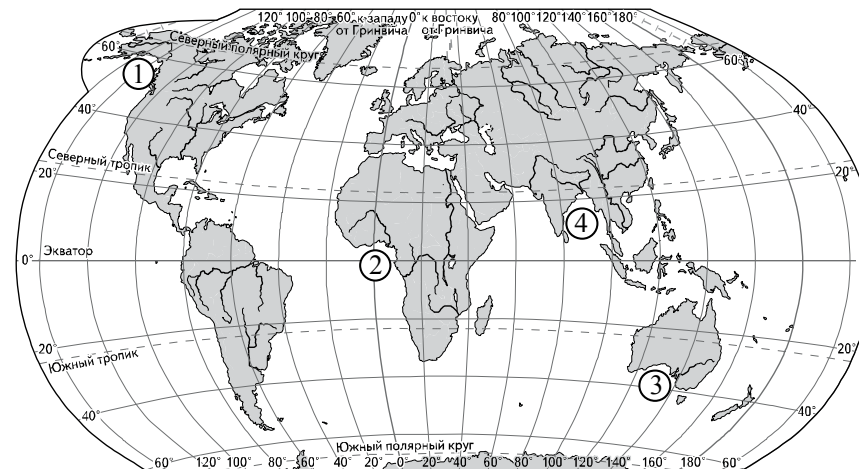 120° 100° 80° 60° к западу 0° к востоку 80° 100° 120° 140° 160° 180°
от Гринвича от Гринвича
60° Северный полярный круг 60°
1
40° 40°
Северный тропик
20° 20°
4
Экватор
0° 2 0°
20° 20°
Южный тропик
3
40° 40°
Южный полярный круг
60° 120° 100° 80° 60° 40° 20° 0° 20° 40° 60° 80° 100° 120° 140° 160° 180° 60°